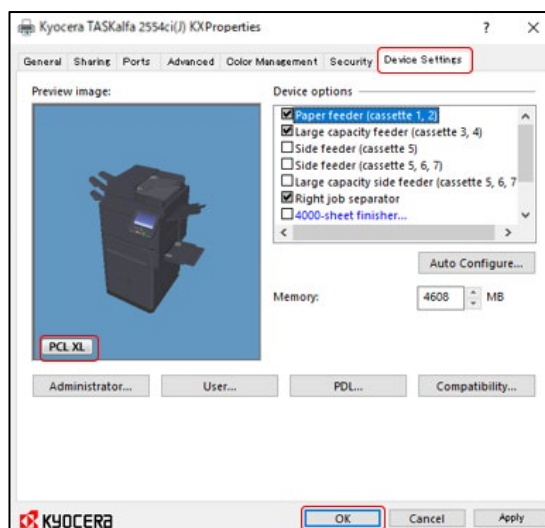 Kyocera TASKalfa 2554ci(J) KXProperties
General Sharing Ports Advanced Color Management Security Device Settings
Preview image:
Device options
Paper feeder (cassette 1, 2)
Large capacity feeder (cassette 3, 4)
Side feeder (cassette 5)
Side feeder (cassette 5, 6, 7)
Large capacity side feeder (cassette 5, 6, 7
Right job separator
4000-sheet finisher...
Auto Configure...
Memory: 4608 MB
PCL XL
Administrator... User... PDL... Compatibility...
KYOCERA
OK Cancel Apply